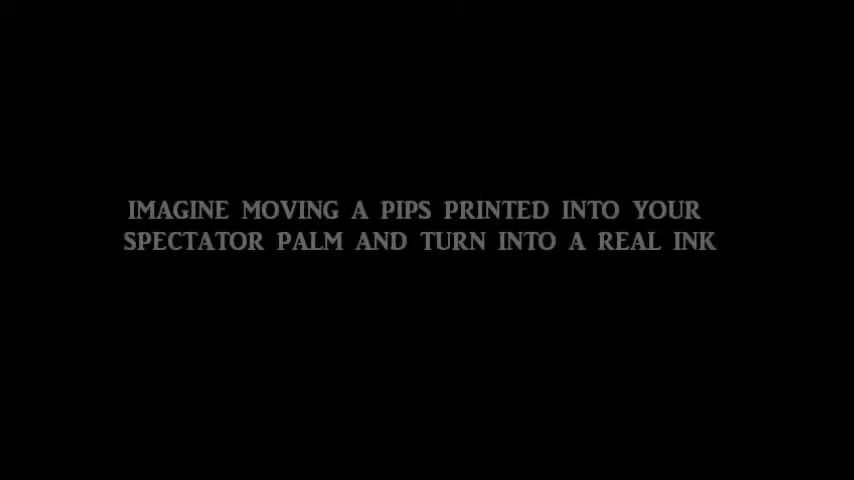 IMAGINE MOVING A PIPS PRINTED INTO YOUR
SPECTATOR PALM AND TURN INTO A REAL INK